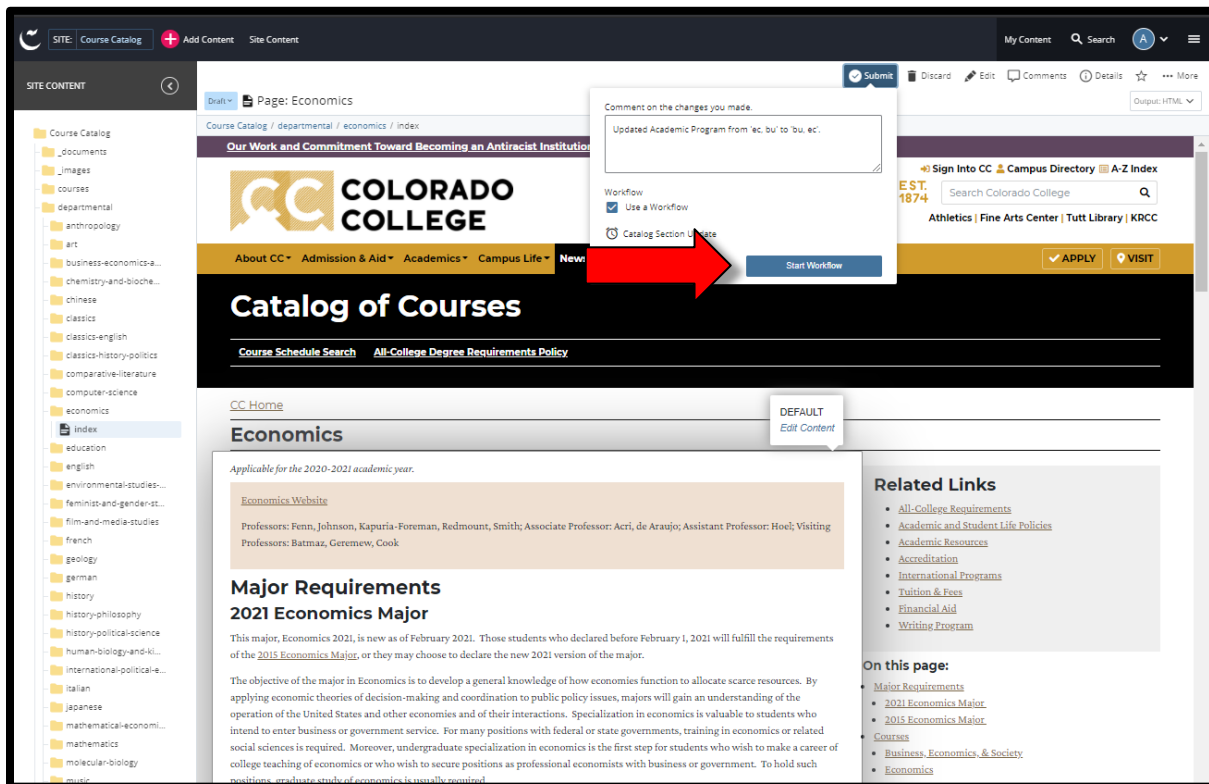 SITE: Course Catalog
Add Content
Site Content
My Content
Search
A
SITE CONTENT
Submit
Discard
Edit
Comments
Details
More
Draft
Page: Economics
Output: HTML
Course Catalog / departmental / economics / index
Comment on the changes you made.
Updated Academic Program from 'ec, bu' to 'bu, ec'.
Workflow
Use a Workflow
Catalog Section Update
Start Workflow
Course Catalog
_documents
_images
courses
departmental
anthropology
art
business-economics-a...
chemistry-and-bioche...
chinese
classics
classics-english
classics-history-politics
comparative-literature
computer-science
economics
index
education
english
environmental-studies-...
feminist-and-gender-st...
film-and-media-studies
french
geology
german
history
history-philosophy
history-political-science
human-biology-and-ki...
international-political-e...
italian
japanese
mathematical-economi...
mathematics
molecular-biology
music
Our Work and Commitment Toward Becoming an Antiracist Institution
Sign Into CC
Campus Directory
A-Z Index
CC
COLORADO
COLLEGE
EST.
1874
Search Colorado College
Athletics | Fine Arts Center | Tutt Library | KRCC
About CC
Admission & Aid
Academics
Campus Life
News
APPLY
VISIT
Catalog of Courses
Course Schedule Search
All-College Degree Requirements Policy
CC Home
DEFAULT
Edit Content
Economics
Applicable for the 2020-2021 academic year.
Economics Website
Professors: Fenn, Johnson, Kapuria-Foreman, Redmount, Smith; Associate Professor: Acri, de Araujo; Assistant Professor: Hoel; Visiting
Professors: Batmaz, Geremew, Cook
Major Requirements
2021 Economics Major
This major, Economics 2021, is new as of February 2021. Those students who declared before February 1, 2021 will fulfill the requirements
of the 2015 Economics Major, or they may choose to declare the new 2021 version of the major.
The objective of the major in Economics is to develop a general knowledge of how economies function to allocate scarce resources. By
applying economic theories of decision-making and coordination to public policy issues, majors will gain an understanding of the
operation of the United States and other economies and of their interactions. Specialization in economics is valuable to students who
intend to enter business or government service. For many positions with federal or state governments, training in economics or related
social sciences is required. Moreover, undergraduate specialization in economics is the first step for students who wish to make a career of
college teaching of economics or who wish to secure positions as professional economists with business or government. To hold such
positions, graduate study of economics is usually required.
Related Links
All-College Requirements
Academic and Student Life Policies
Academic Resources
Accreditation
International Programs
Tuition & Fees
Financial Aid
Writing Program
On this page:
Major Requirements
2021 Economics Major
2015 Economics Major
Courses
Business, Economics, & Society
Economics